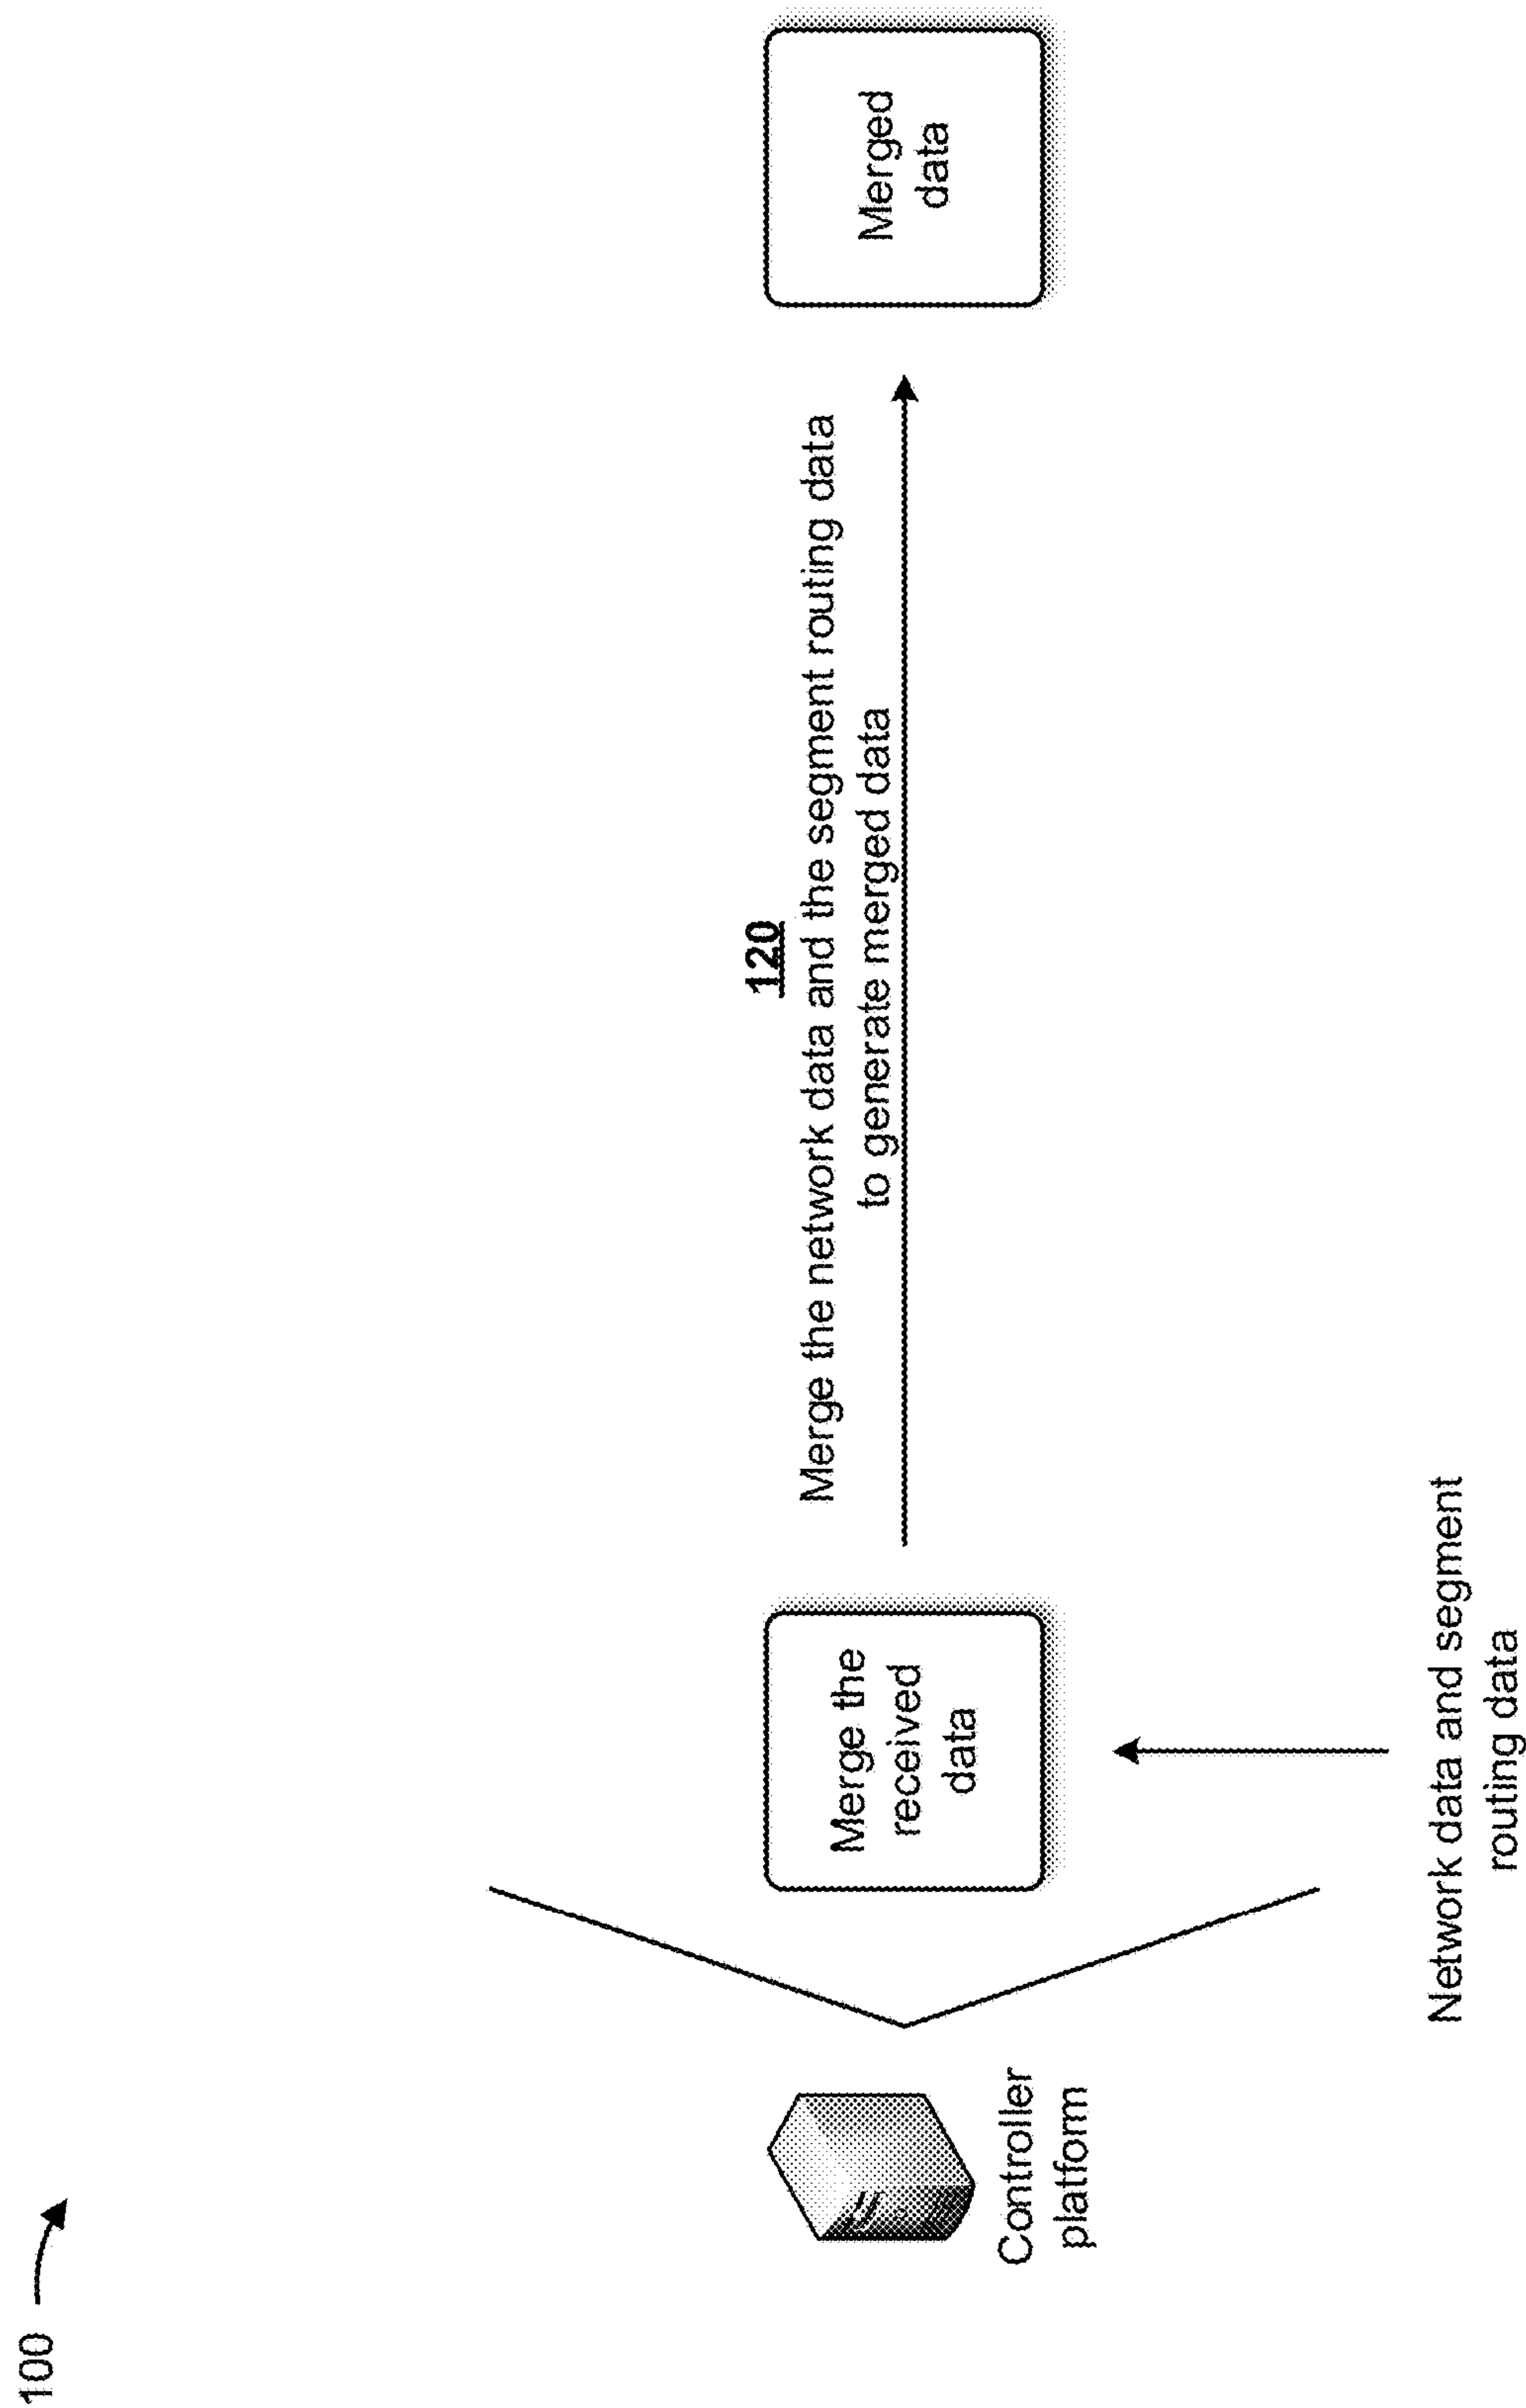 100
120
Merge the network data and the segment routing data
to generate merged data
Controller
platform
Merge the
received
data
Merged
data
Network data and segment
routing data